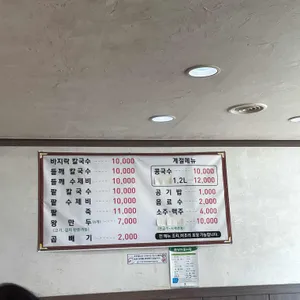 바지락 칼국수 10,000
들깨 칼국수 10,000
들깨 수제비 10,000
팥 칼국수 10,000
팥 수제비 10,000
팥 죽 11,000
왕만두 7,000
곱빼기 2,000
계절메뉴
콩국수 10,000
1.2L 12,000
공기밥 1,000
음료수 2,000
소주·맥주 4,000
10,000